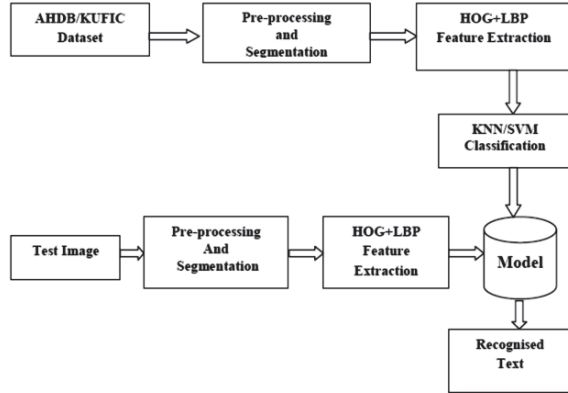 AHDB/KUFIC
Dataset
Pre-processing
and
Segmentation
HOG+LBP
Feature Extraction
KNN/SVM
Classification
Test Image
Pre-processing
And
Segmentation
HOG+LBP
Feature
Extraction
Model
Recognised
Text